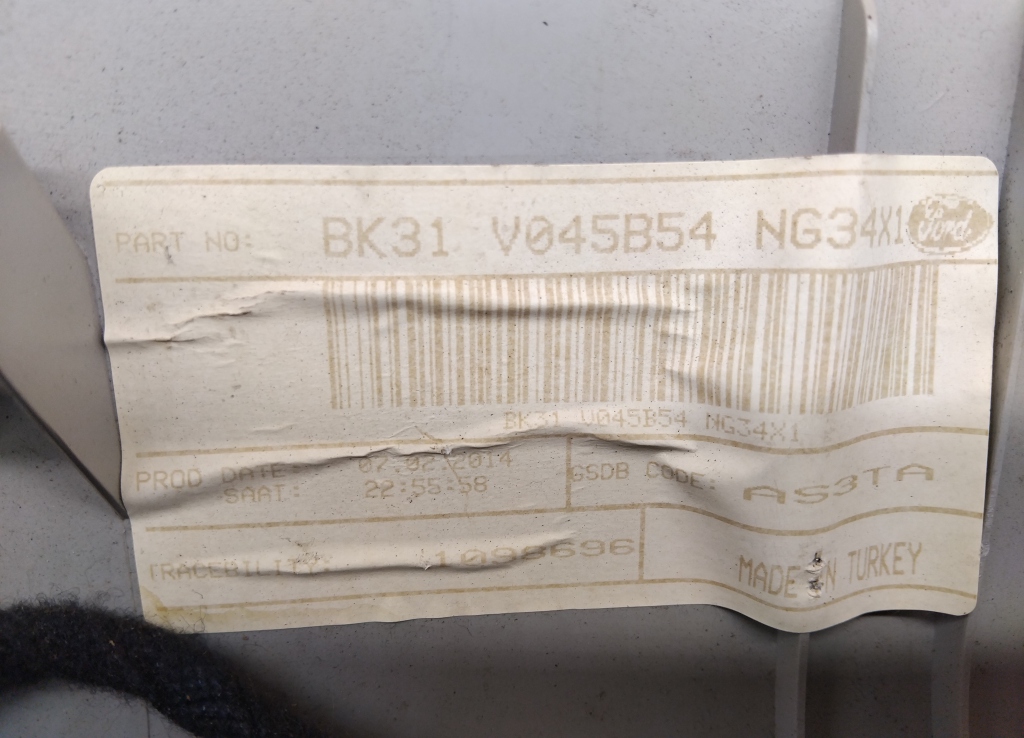 PART NO: BK31 V045B54 NG34X1 Ford
BK31 V045B54 NG34X1
PROD DATE: 07.02.2014
SAAT: 22:55:58
GSDB CODE: AS3TA
TRACEBILITY: 1098696
MADE IN TURKEY